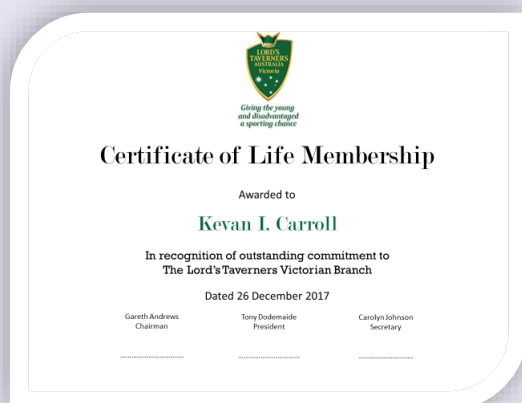 LORD'S
TAVERNERS
AUSTRALIA
Victoria
Giving the young
and disadvantaged
a sporting chance
Certificate of Life Membership
Awarded to
Kevan I. Carroll
In recognition of outstanding commitment to
The Lord's Taverners Victorian Branch
Dated 26 December 2017
Gareth Andrews Tony Dodemaide Carolyn Johnson
Chairman President Secretary